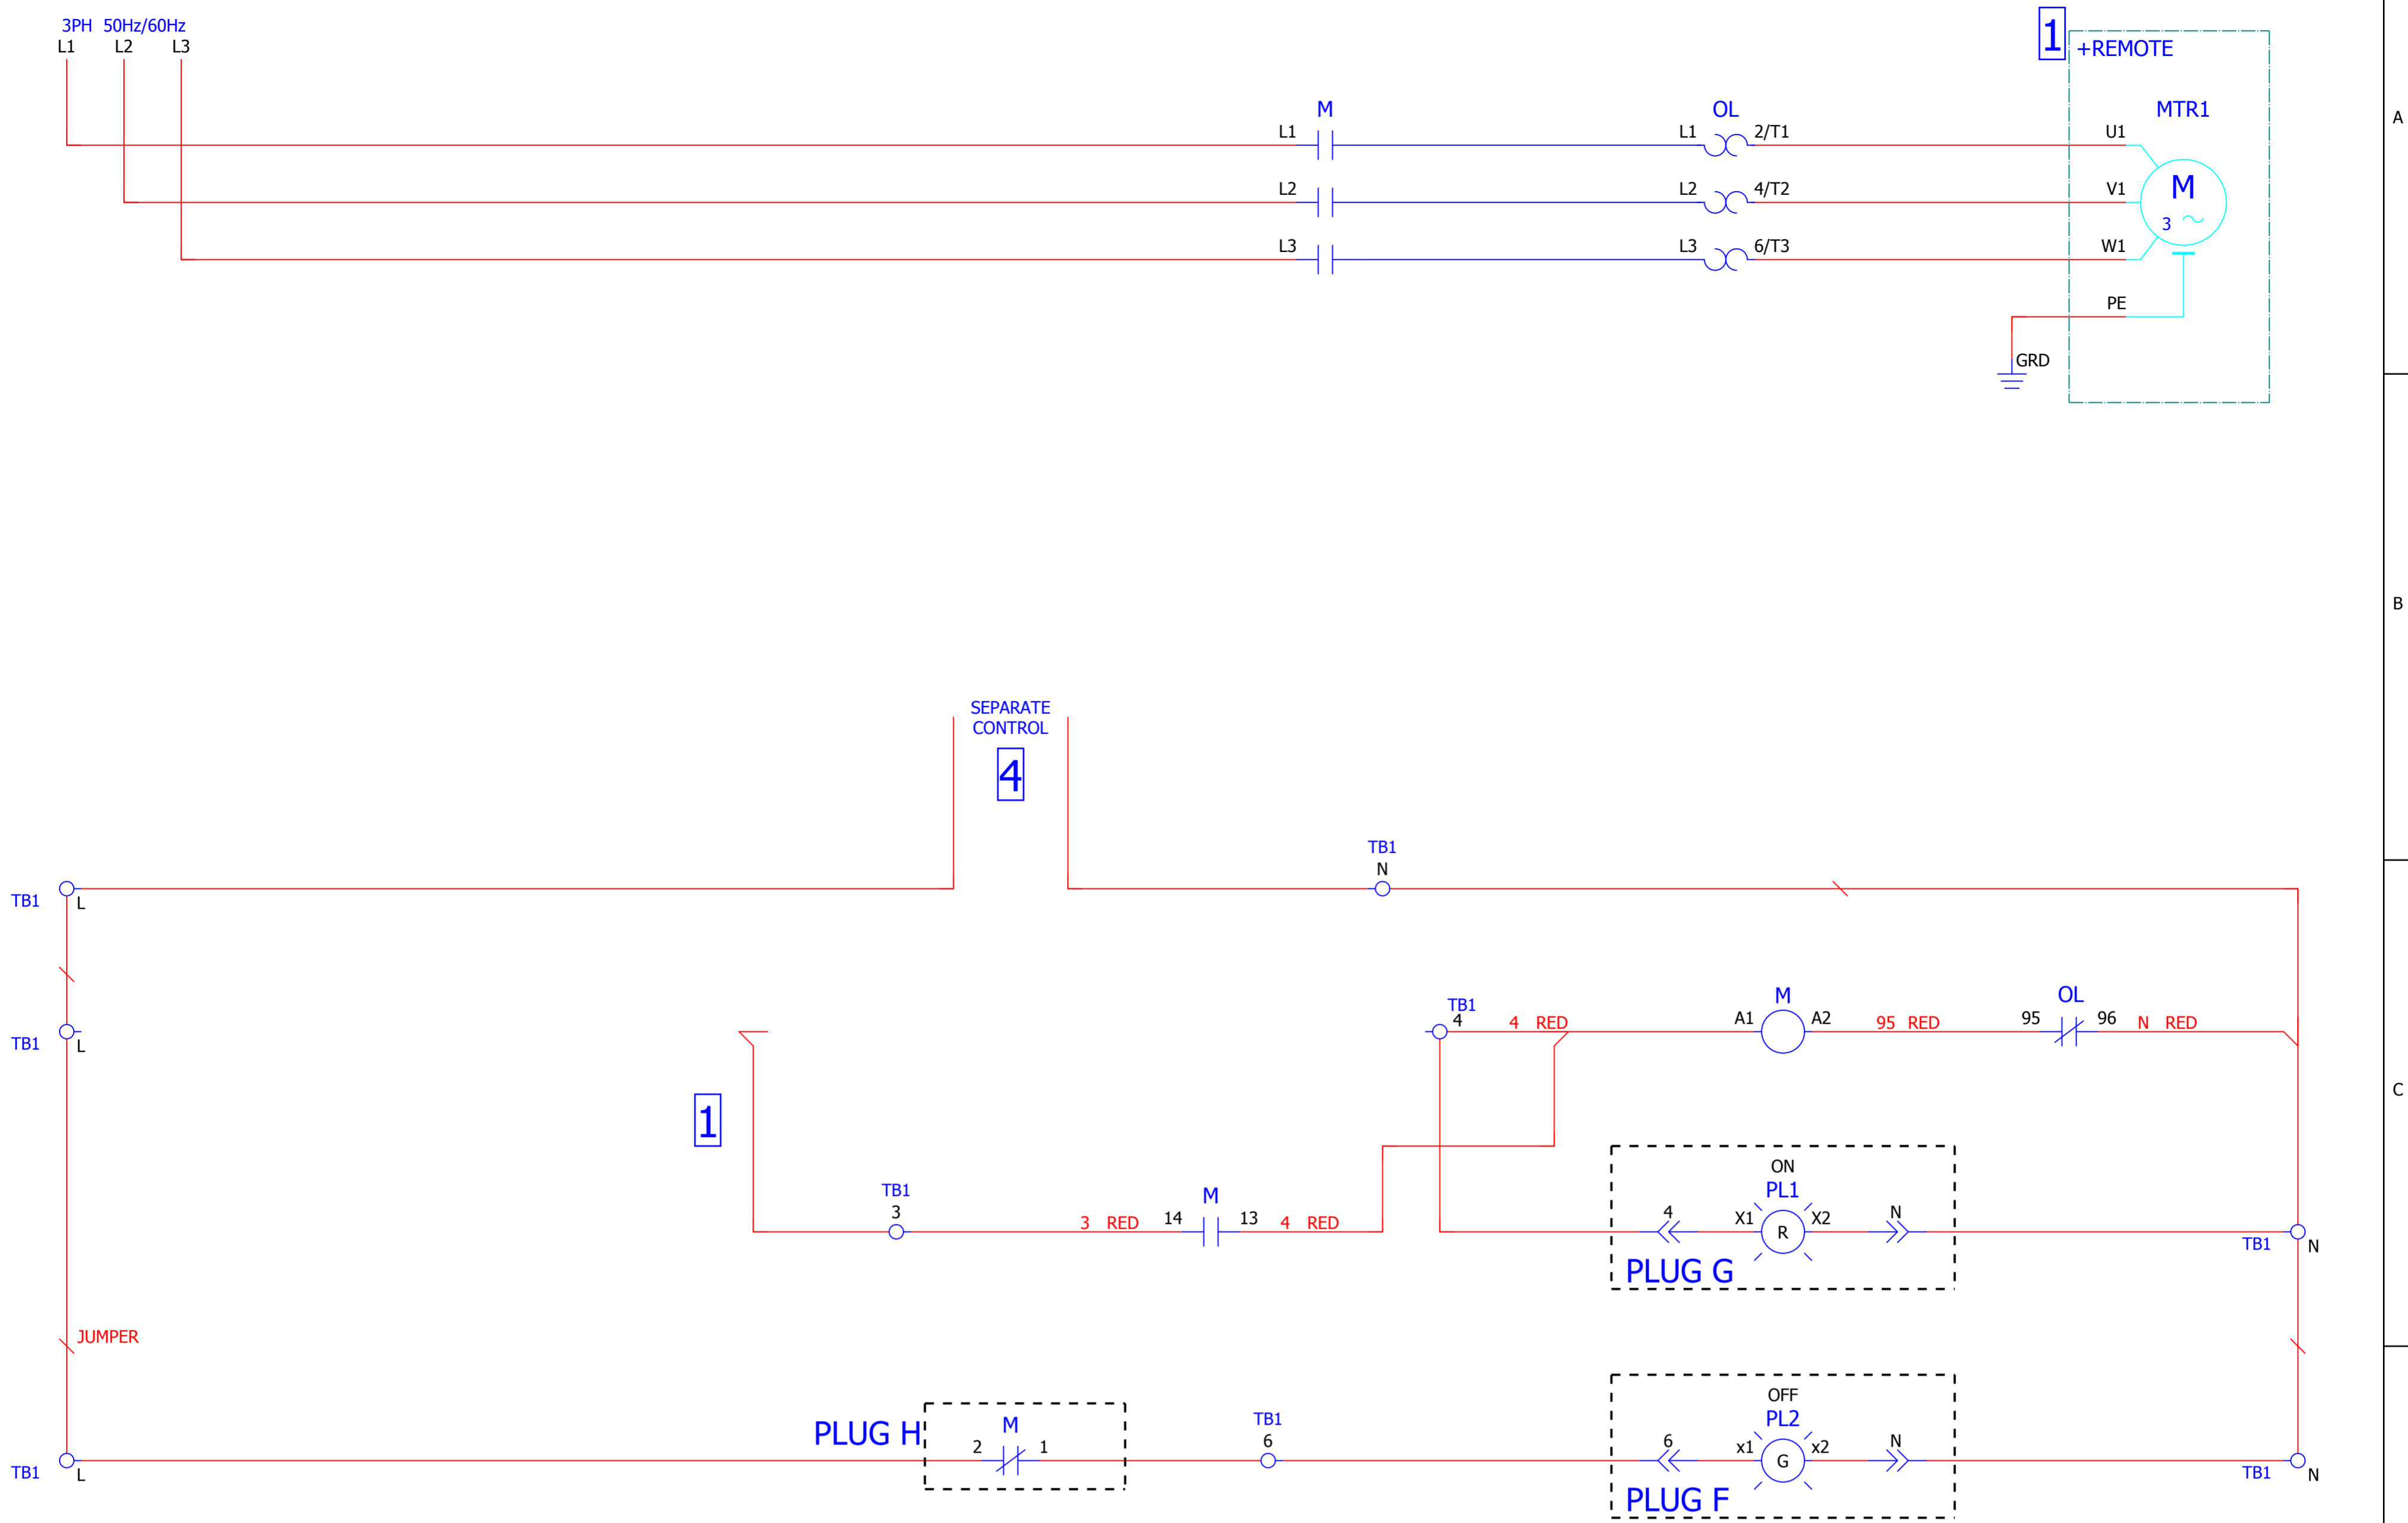 3PH 50Hz/60Hz
L1 L2 L3
1
+REMOTE
M
OL
MTR1
L1
L1
2/T1
U1
A
L2
L2
4/T2
V1
M
3
L3
L3
6/T3
W1
PE
GRD
B
SEPARATE
CONTROL
4
TB1
N
TB1
L
TB1
4
4 RED
A1
M
A2
95 RED
95
OL
96
N RED
TB1
L
C
1
TB1
3
3 RED
14
M
13
4 RED
ON
PL1
4
X1
R
X2
N
PLUG G
TB1
N
JUMPER
PLUG H
M
2
1
TB1
6
OFF
PL2
6
x1
G
x2
N
PLUG F
TB1
L
TB1
N